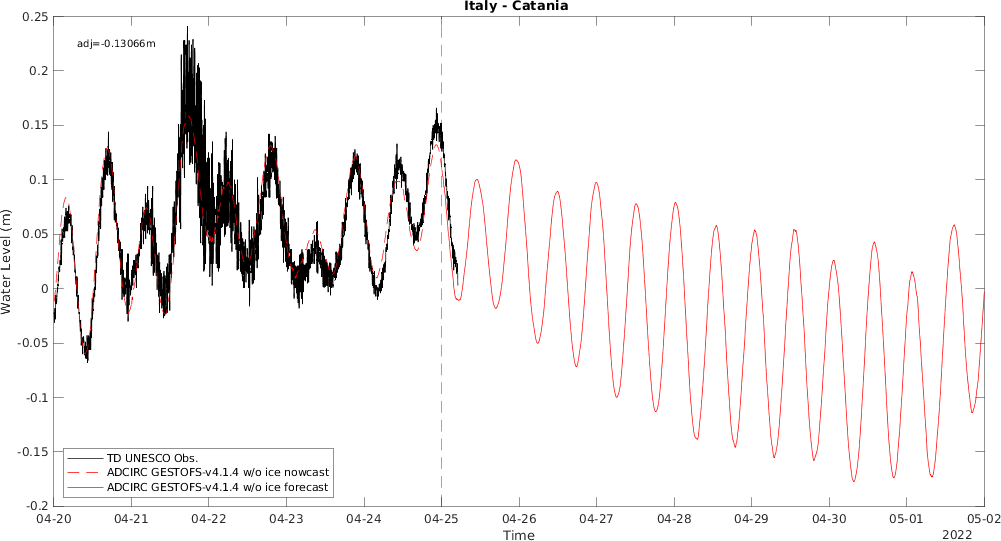 Italy - Catania
adj=-0.13066m
0.25
0.2
0.15
0.1
0.05
0
-0.05
-0.1
-0.15
-0.2
Water Level (m)
TD UNESCO Obs.
ADCIRC GESTOFS-v4.1.4 w/o ice nowcast
ADCIRC GESTOFS-v4.1.4 w/o ice forecast
04-20 04-21 04-22 04-23 04-24 04-25 04-26 04-27 04-28 04-29 04-30 05-01 05-02
Time
2022